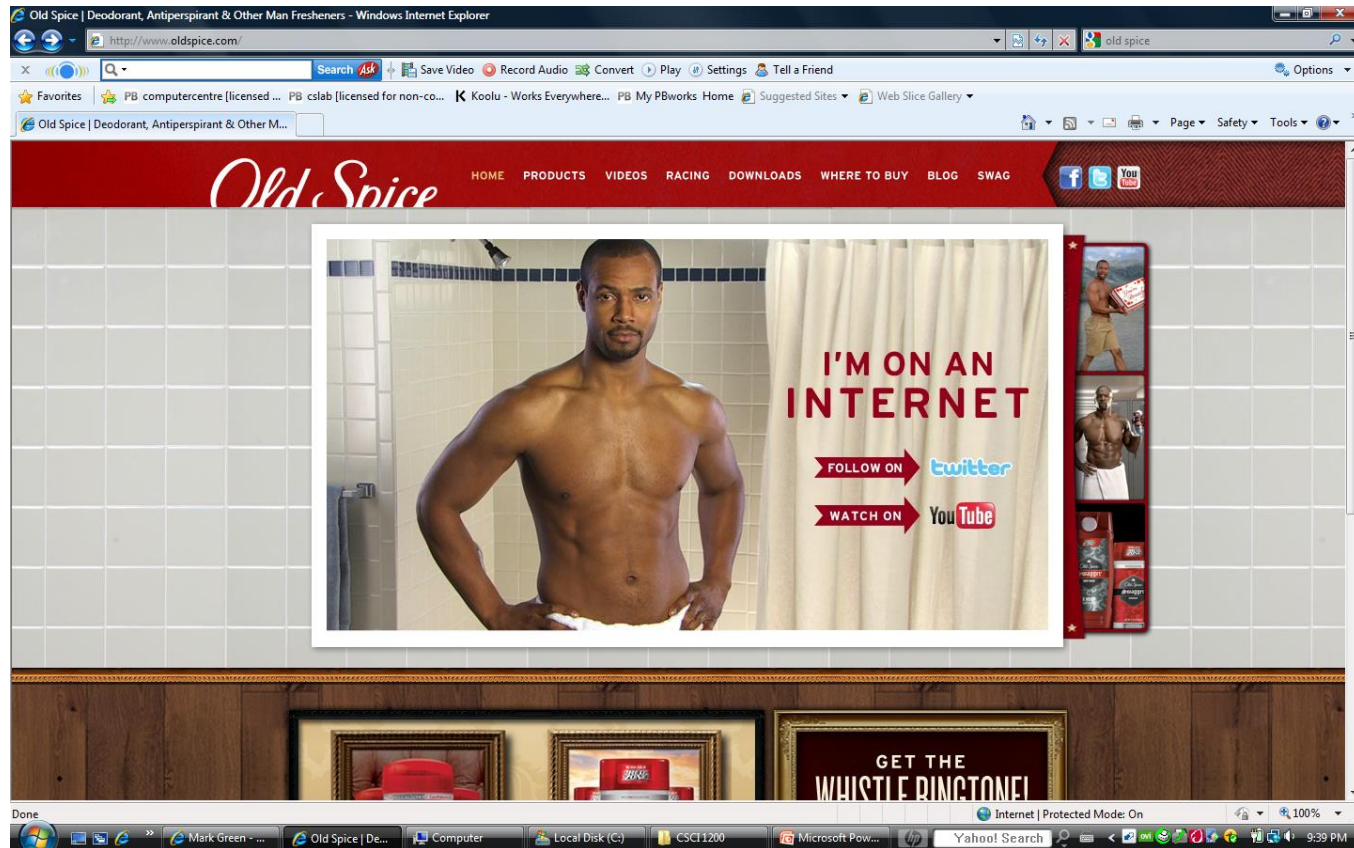 Old Spice | Deodorant, Antiperspirant & Other Man Fresheners - Windows Internet Explorer
http://www.oldspice.com/
old spice
x
Search Ask
Save Video
Record Audio
Convert
Play
Settings
Tell a Friend
Options
Favorites
PB computercentre [licensed ...
PB cslab [licensed for non-co...
K Koolu - Works Everywhere...
PB My PBworks Home
Suggested Sites
Web Slice Gallery
Old Spice | Deodorant, Antiperspirant & Other M...
Page
Safety
Tools
Old Spice
HOME PRODUCTS VIDEOS RACING DOWNLOADS WHERE TO BUY BLOG SWAG
f
You Tube
I'M ON AN
INTERNET
FOLLOW ON twitter
WATCH ON YouTube
GET THE
WHISTLE RINGTONE!
Done
Internet | Protected Mode: On
100%
Mark Green - ...
Old Spice | De...
Computer
Local Disk (C:)
CSCI1200
Microsoft Pow...
hp
Yahoo! Search
9:39 PM